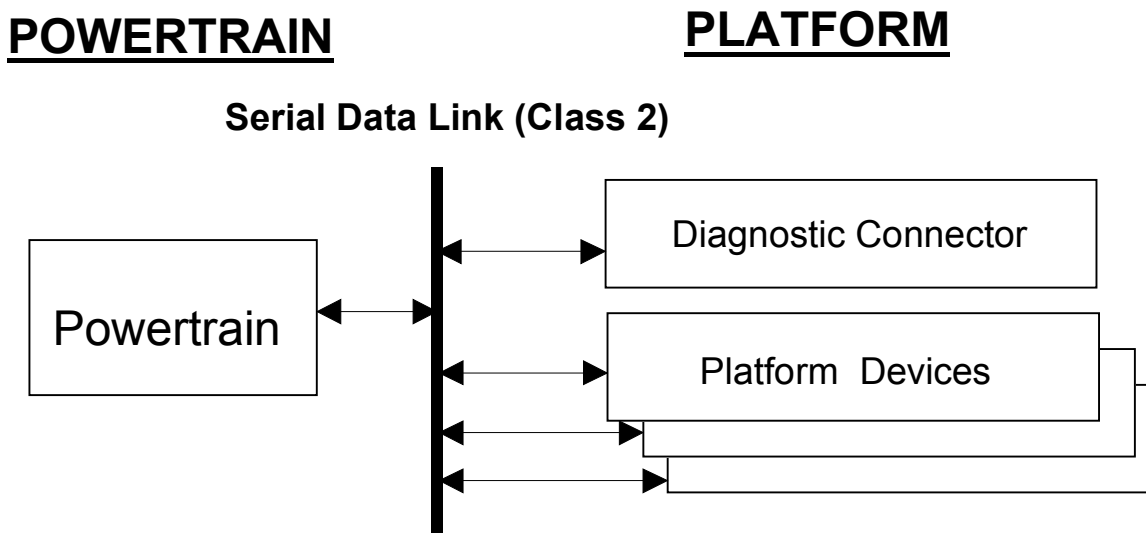 POWERTRAIN
PLATFORM
Serial Data Link (Class 2)
Diagnostic Connector
Powertrain
Platform Devices